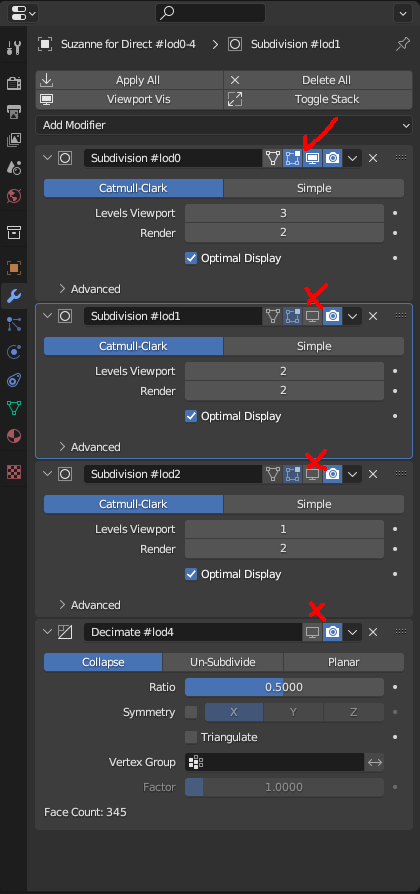 Suzanne for Direct #lod0-4 > Subdivision #lod1
Apply All Delete All
Viewport Vis Toggle Stack
Add Modifier
Subdivision #lod0
Catmull-Clark Simple
Levels Viewport 3
Render 2
Optimal Display
Advanced
Subdivision #lod1
Catmull-Clark Simple
Levels Viewport 2
Render 2
Optimal Display
Advanced
Subdivision #lod2
Catmull-Clark Simple
Levels Viewport 1
Render 2
Optimal Display
Advanced
Decimate #lod4
Collapse Un-Subdivide Planar
Ratio 0.5000
Symmetry X Y Z
Triangulate
Vertex Group
Factor 1.0000
Face Count: 345